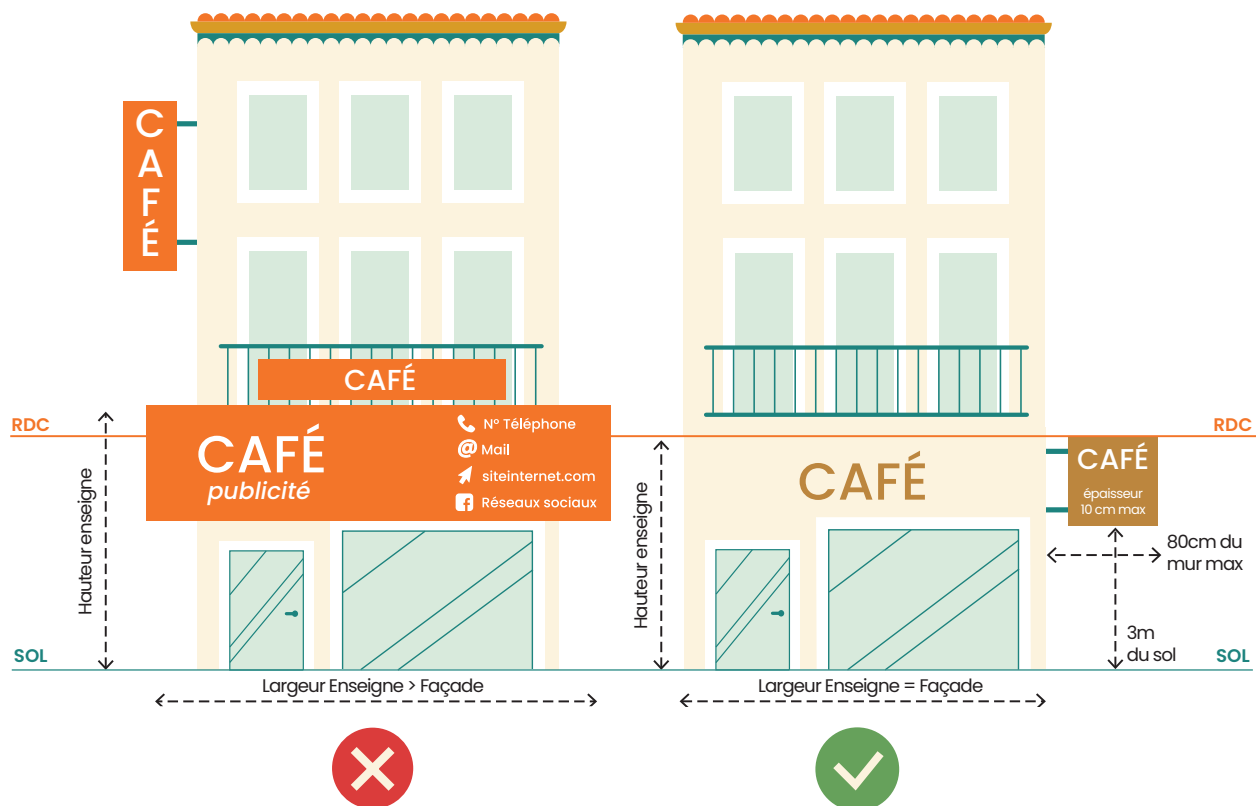 C
A
F
É
CAFÉ
RDC
CAFÉ
publicité
N° Téléphone
Mail
siteinternet.com
Réseaux sociaux
Hauteur enseigne
SOL
Largeur Enseigne > Façade
RDC
CAFÉ
CAFÉ
épaisseur
10 cm max
Hauteur enseigne
80cm du
mur max
3m
du sol
SOL
Largeur Enseigne = Façade